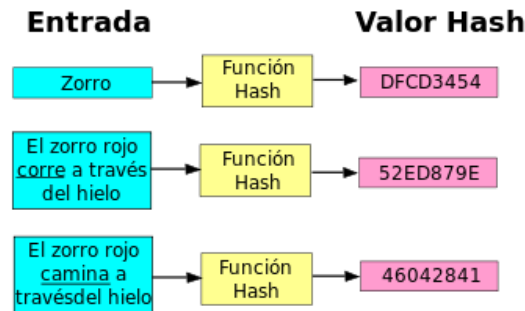 Entrada
Valor Hash
Zorro
Función
Hash
DFCD3454
El zorro rojo
corre a través
del hielo
Función
Hash
52ED879E
El zorro rojo
camina a
travésdel hielo
Función
Hash
46042841